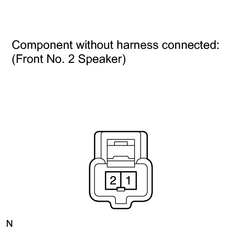 Component without harness connected:
(Front No. 2 Speaker)
2 1
N